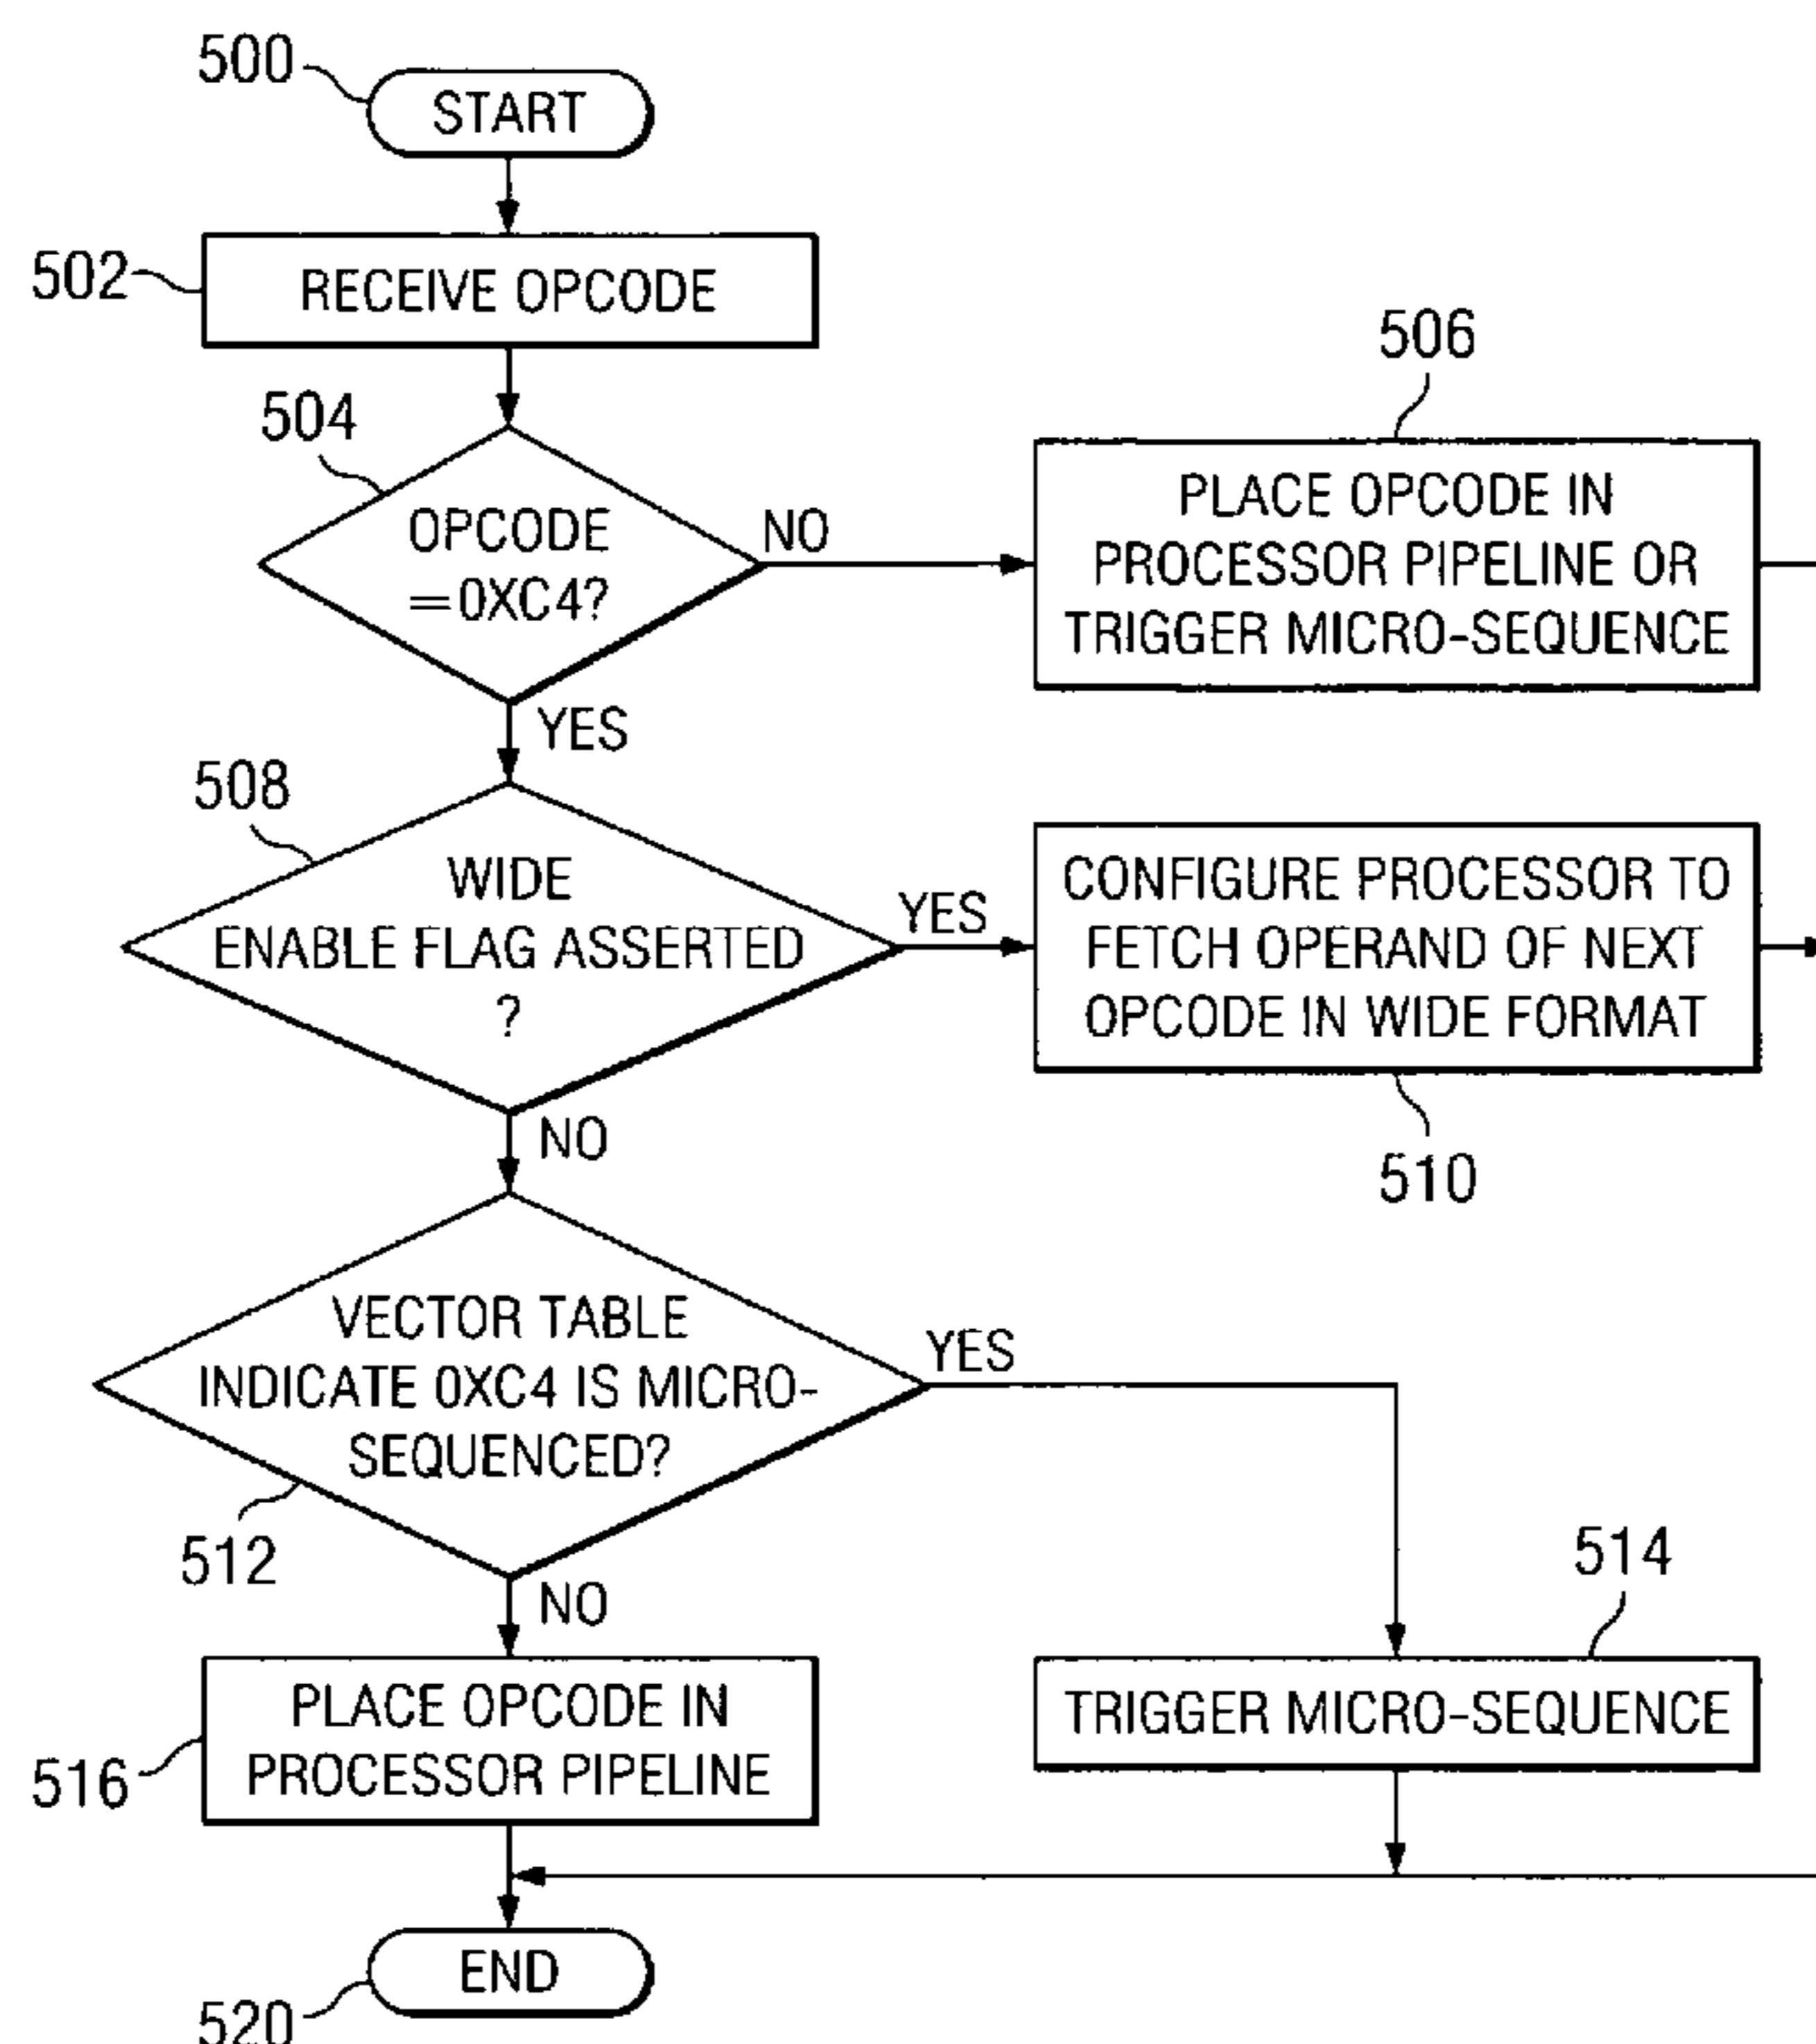 500
START
502
RECEIVE OPCODE
504
OPCODE
=0XC4?
NO
YES
506
PLACE OPCODE IN
PROCESSOR PIPELINE OR
TRIGGER MICRO-SEQUENCE
508
WIDE
ENABLE FLAG ASSERTED
?
YES
NO
CONFIGURE PROCESSOR TO
FETCH OPERAND OF NEXT
OPCODE IN WIDE FORMAT
510
VECTOR TABLE
INDICATE 0XC4 IS MICRO-
SEQUENCED?
YES
512
NO
514
TRIGGER MICRO-SEQUENCE
PLACE OPCODE IN
PROCESSOR PIPELINE
516
END
520